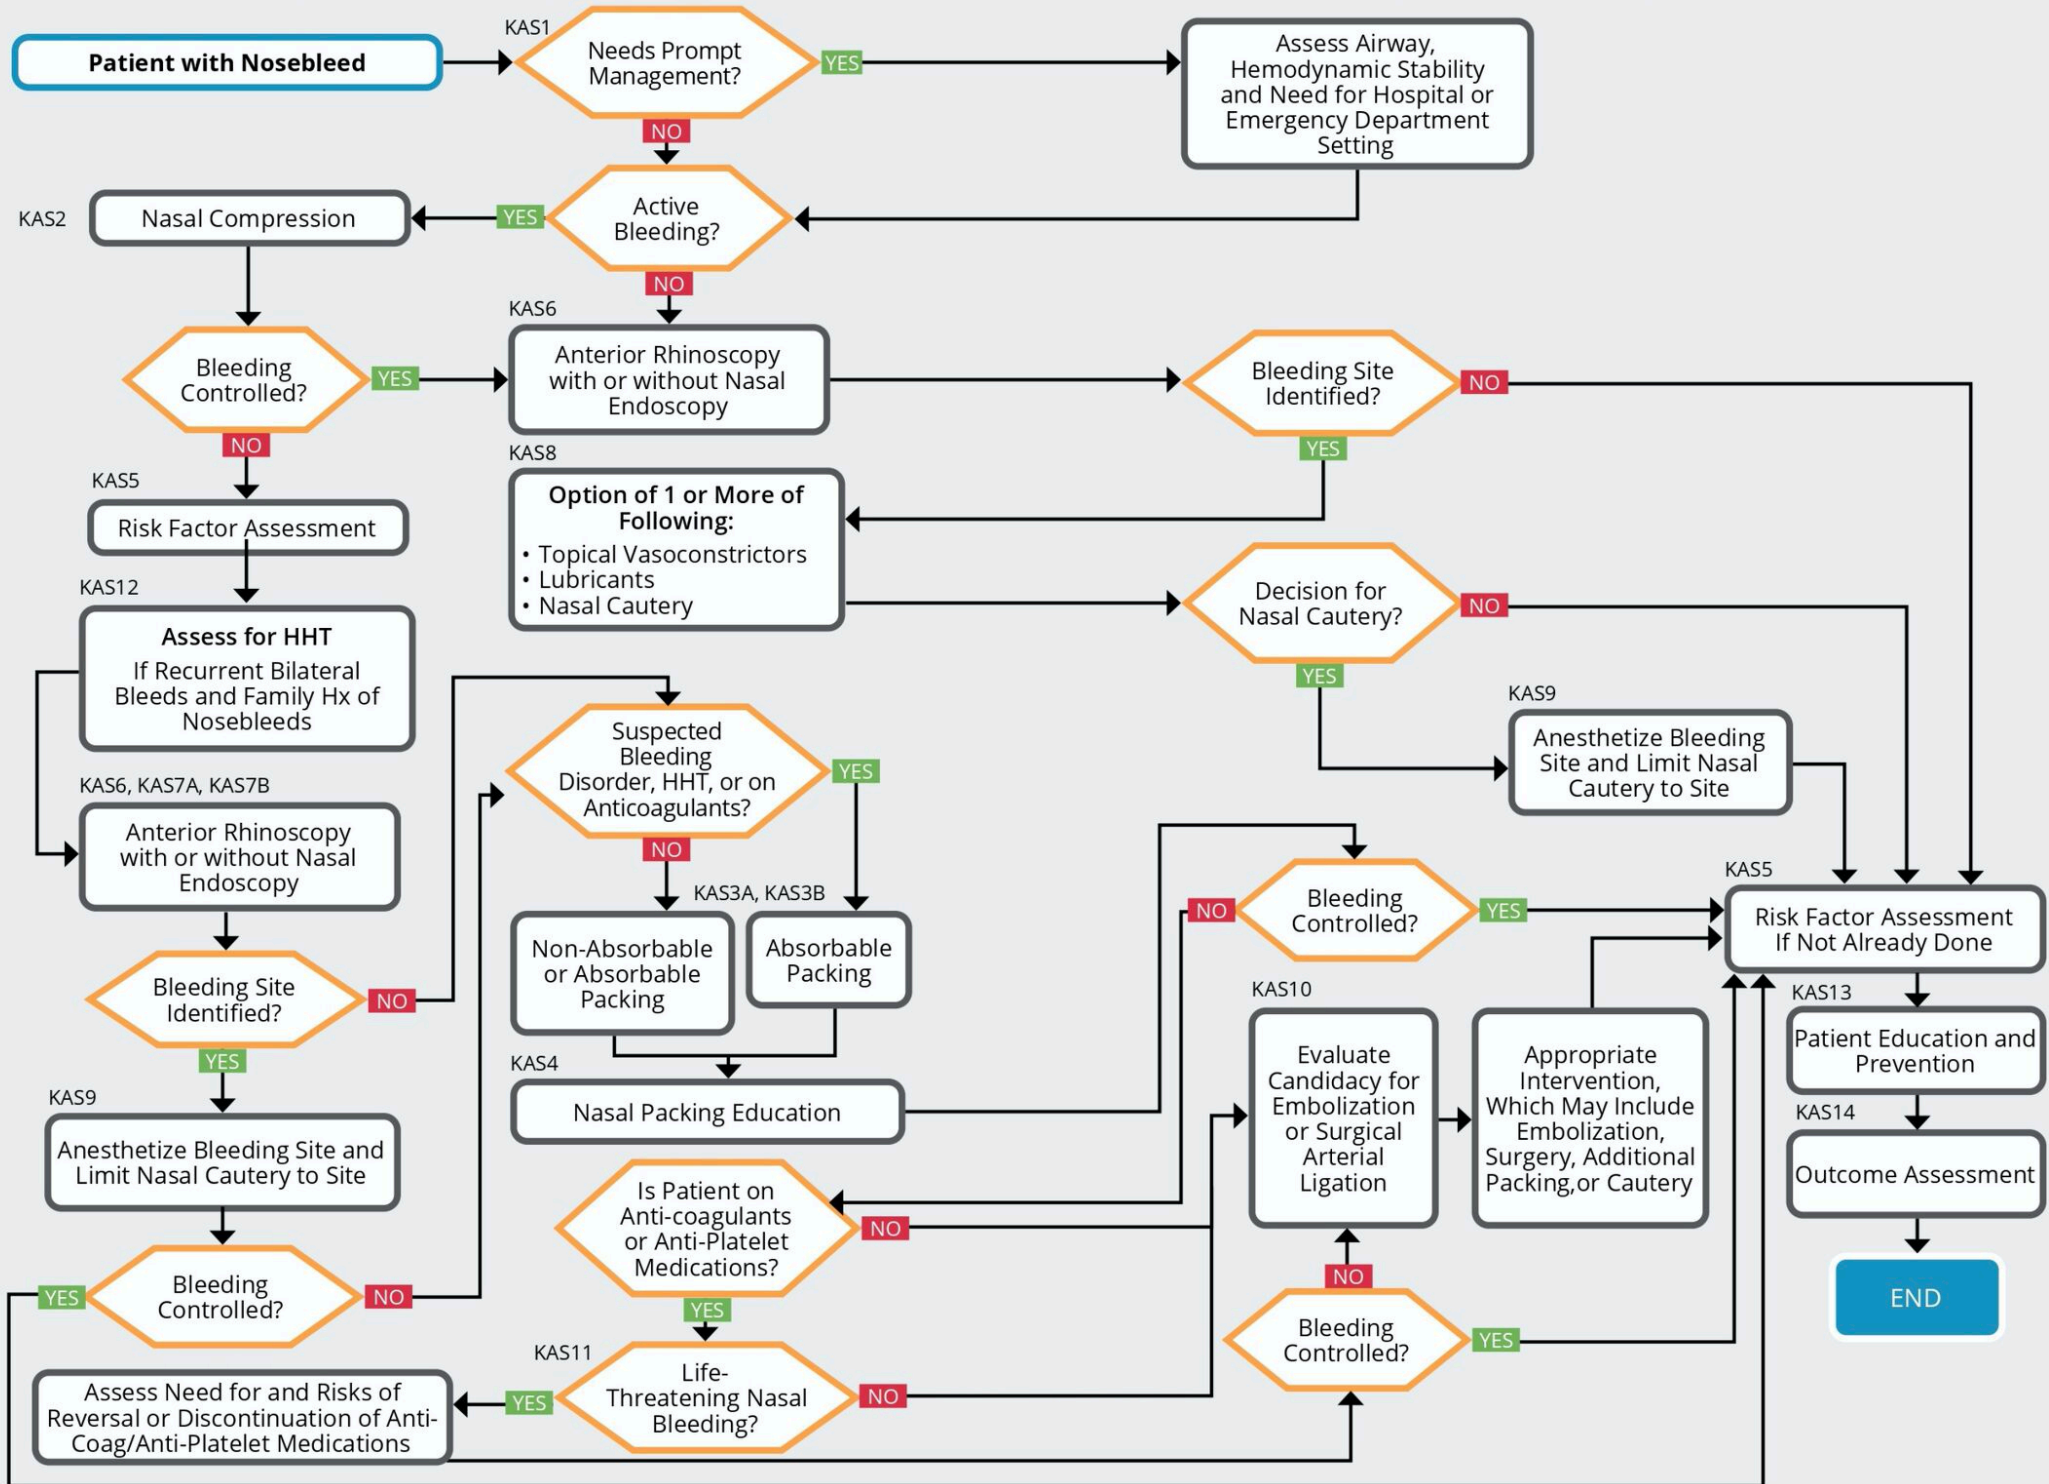 KAS1
Patient with Nosebleed
Needs Prompt
Management?
YES
NO
Assess Airway,
Hemodynamic Stability
and Need for Hospital or
Emergency Department
Setting
KAS2
Nasal Compression
YES
Active
Bleeding?
NO
KAS6
Bleeding
Controlled?
YES
NO
Anterior Rhinoscopy
with or without Nasal
Endoscopy
Bleeding Site
Identified?
NO
YES
KAS5
Risk Factor Assessment
KAS8
Option of 1 or More of
Following:
• Topical Vasoconstrictors
• Lubricants
• Nasal Cautery
Decision for
Nasal Cautery?
NO
YES
KAS12
Assess for HHT
If Recurrent Bilateral
Bleeds and Family Hx of
Nosebleeds
KAS9
Anesthetize Bleeding
Site and Limit Nasal
Cautery to Site
Suspected
Bleeding
Disorder, HHT, or on
Anticoagulants?
YES
NO
KAS6, KAS7A, KAS7B
Anterior Rhinoscopy
with or without Nasal
Endoscopy
KAS3A, KAS3B
Non-Absorbable
or Absorbable
Packing
Absorbable
Packing
NO
Bleeding
Controlled?
YES
KAS5
Risk Factor Assessment
If Not Already Done
Bleeding Site
Identified?
NO
YES
KAS4
Nasal Packing Education
KAS10
Evaluate
Candidacy for
Embolization
or Surgical
Arterial
Ligation
Appropriate
Intervention,
Which May Include
Embolization,
Surgery, Additional
Packing,or Cautery
KAS13
Patient Education and
Prevention
KAS14
Outcome Assessment
END
KAS9
Anesthetize Bleeding Site and
Limit Nasal Cautery to Site
Is Patient on
Anti-coagulants
or Anti-Platelet
Medications?
NO
YES
YES
Bleeding
Controlled?
NO
NO
Bleeding
Controlled?
YES
KAS11
Life-
Threatening Nasal
Bleeding?
YES
NO
Assess Need for and Risks of
Reversal or Discontinuation of Anti-
Coag/Anti-Platelet Medications